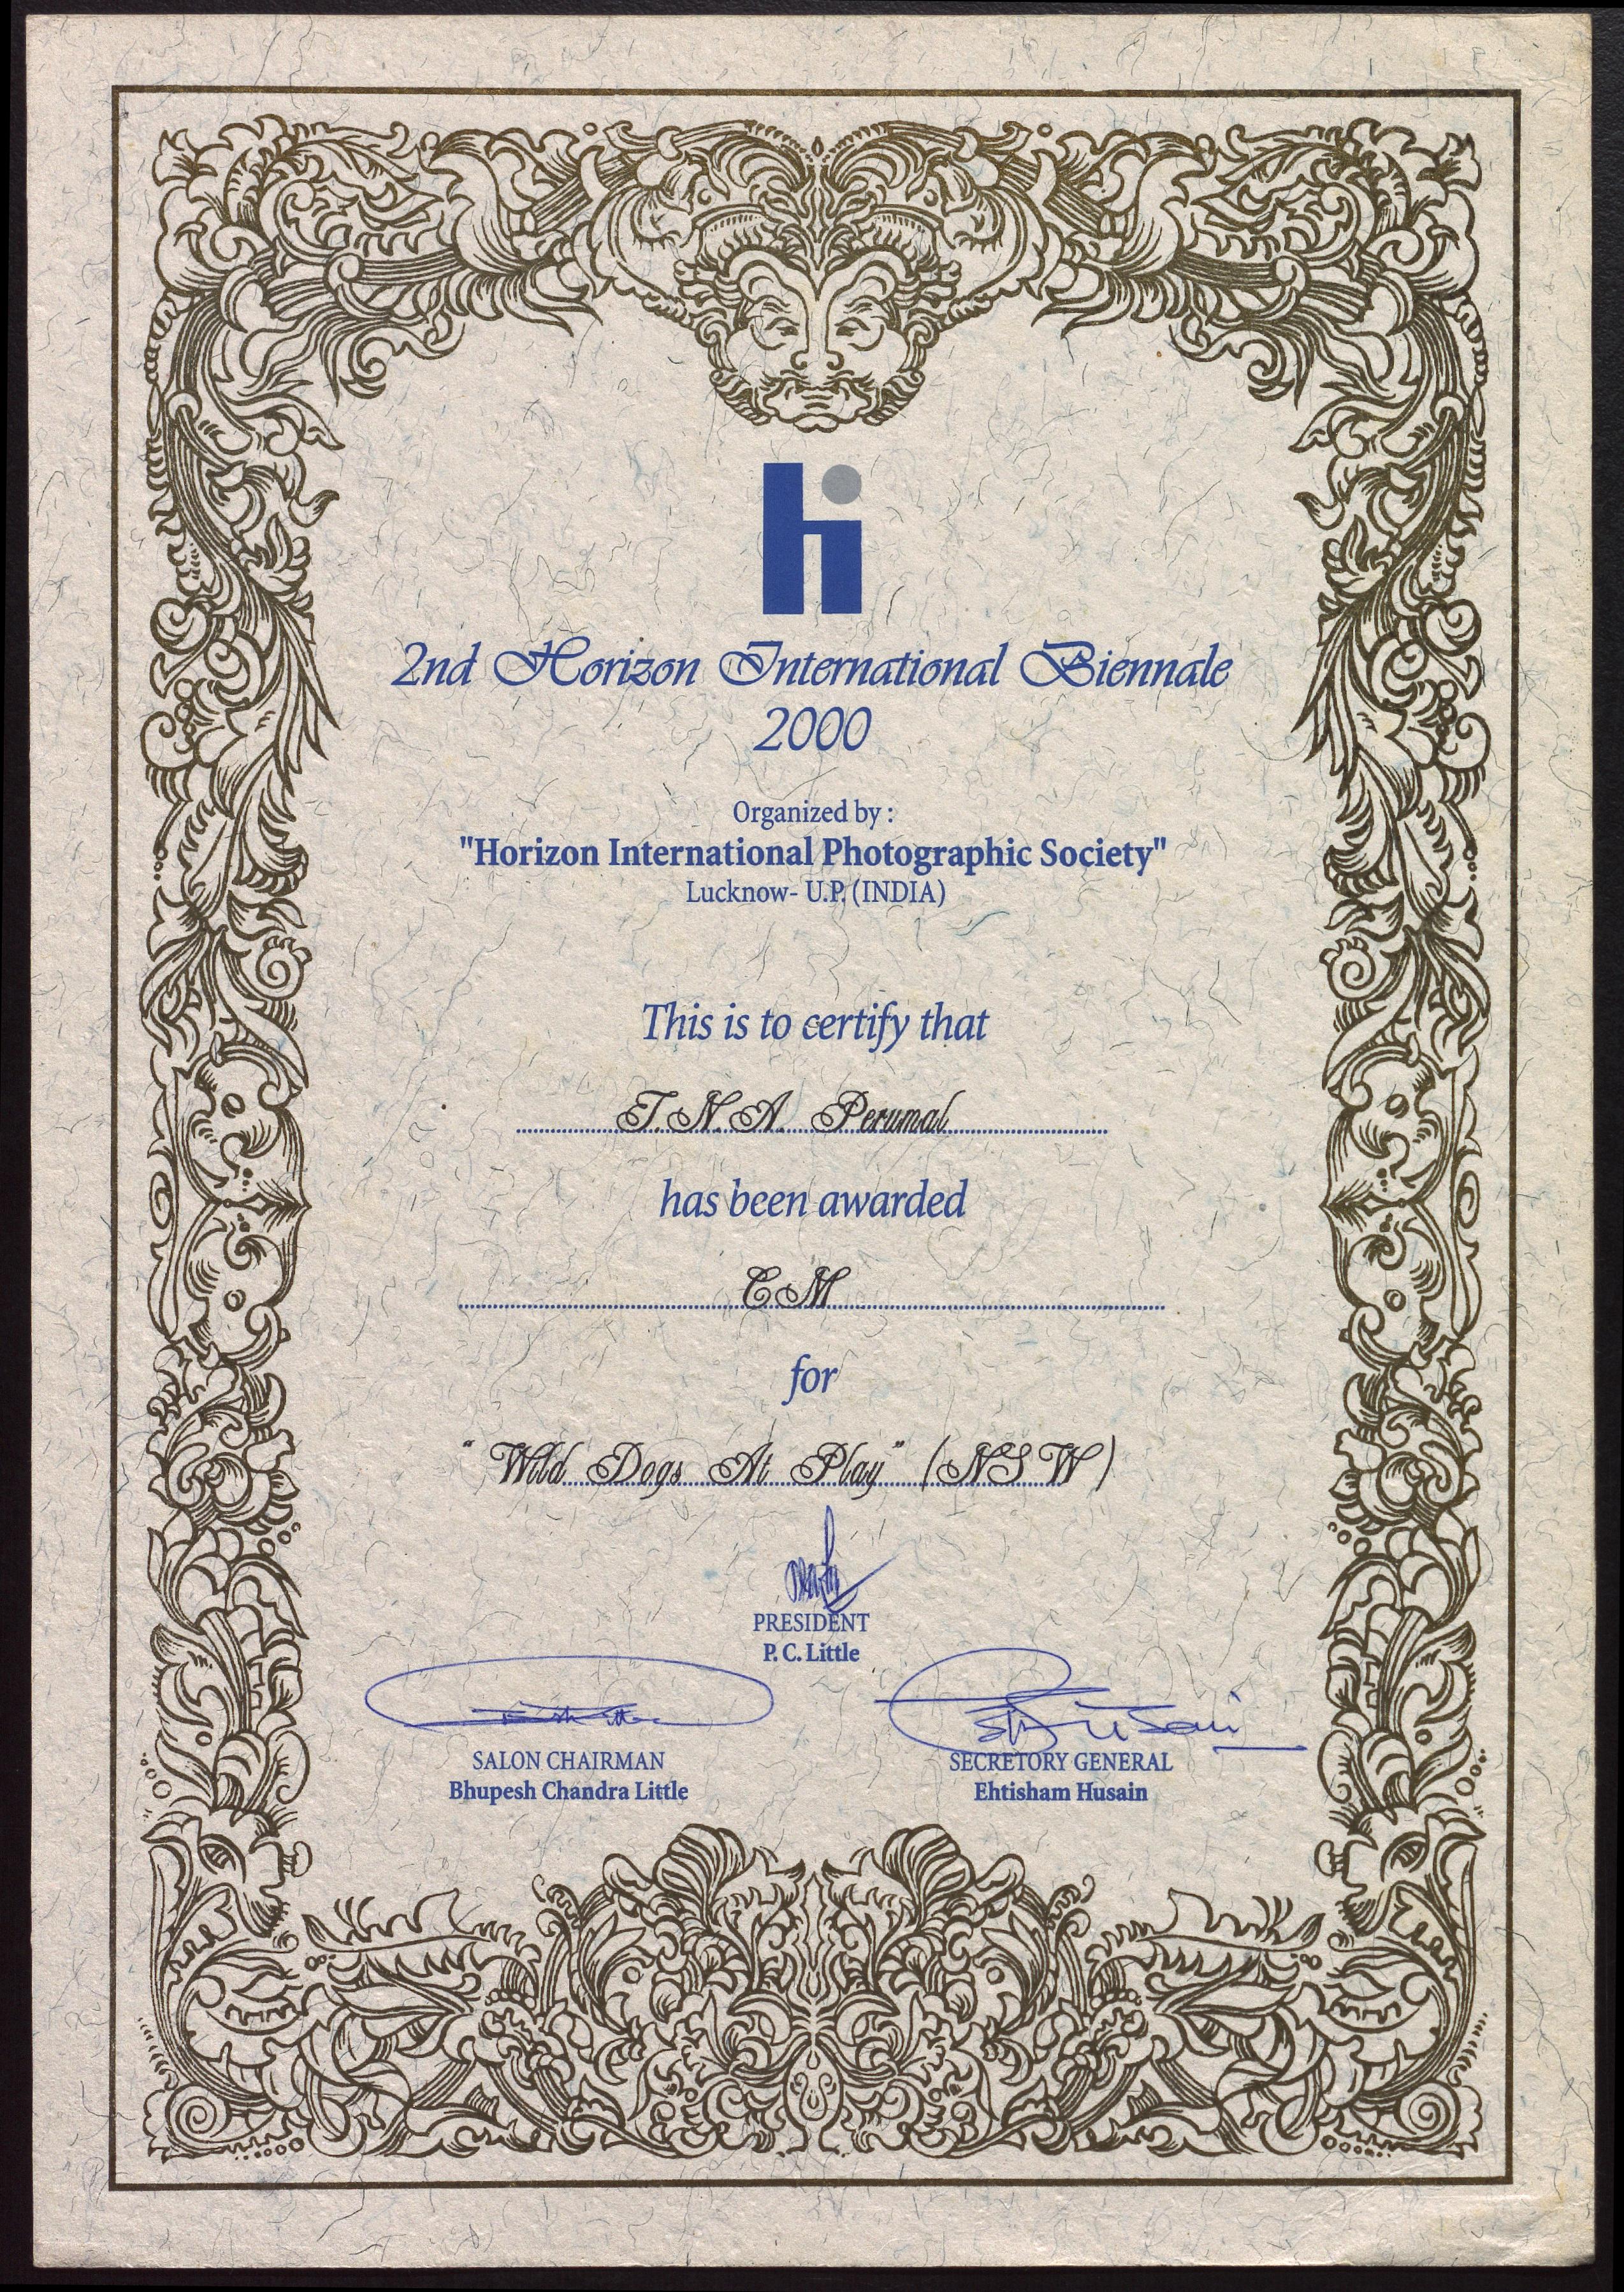 hi
2nd Horizon International Biennale
2000
Organized by :
"Horizon International Photographic Society"
Lucknow- U.P. (INDIA)
This is to certify that
T. N. A. Perumal
has been awarded
CM
for
" Wild Dogs At Play" (NS W)
PRESIDENT
P. C. Little
SALON CHAIRMAN
Bhupesh Chandra Little
SECRETORY GENERAL
Ehtisham Husain